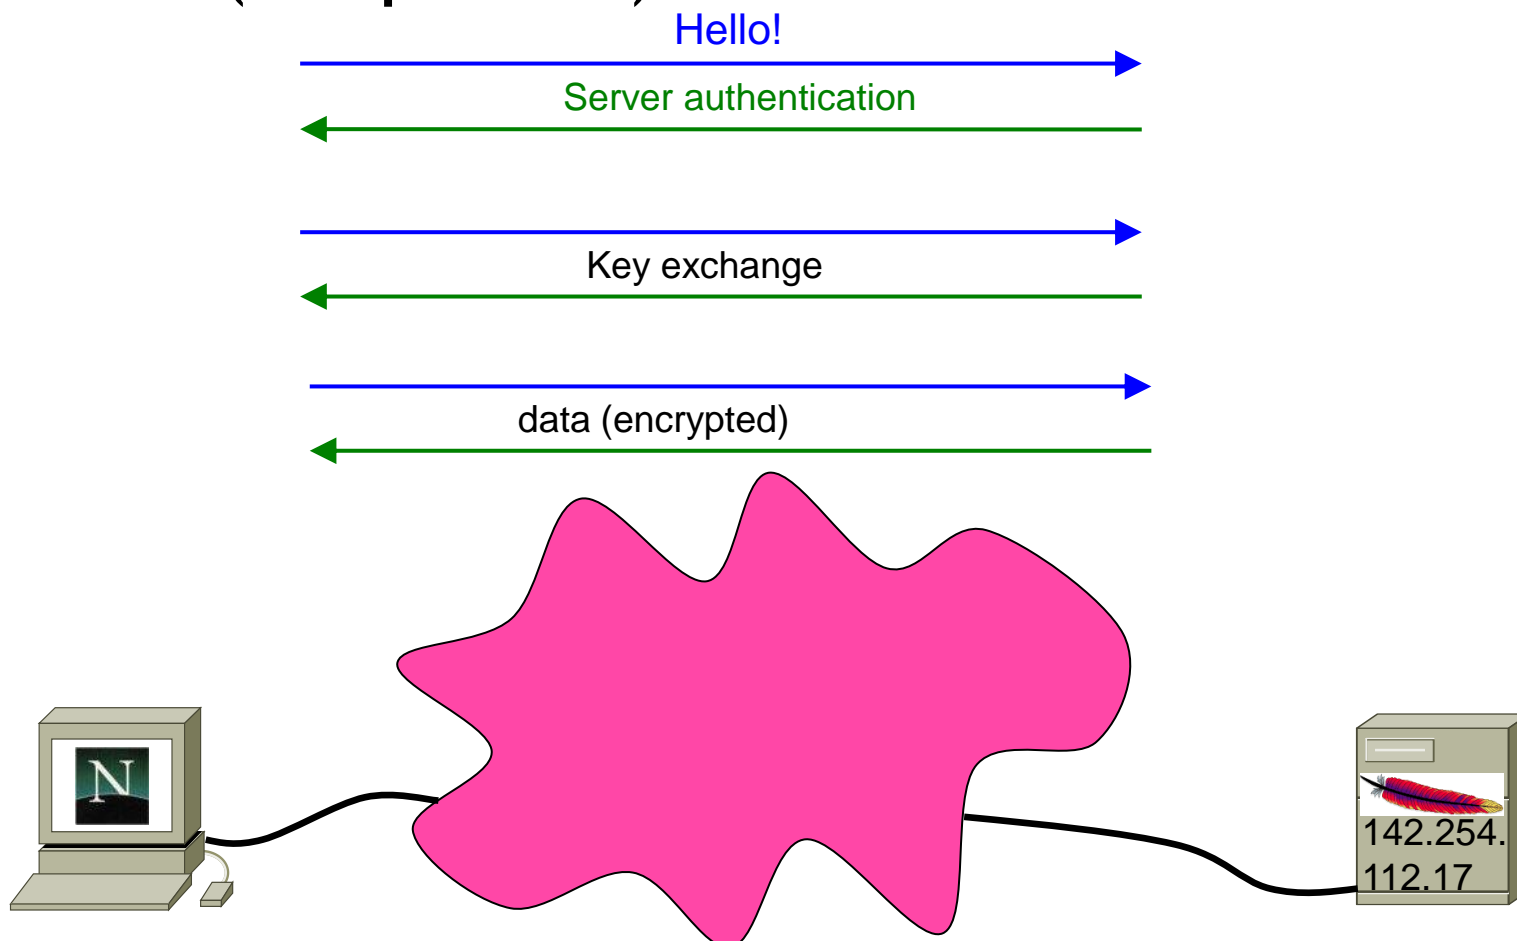 Hello!
Server authentication
Key exchange
data (encrypted)
N
142.254.
112.17